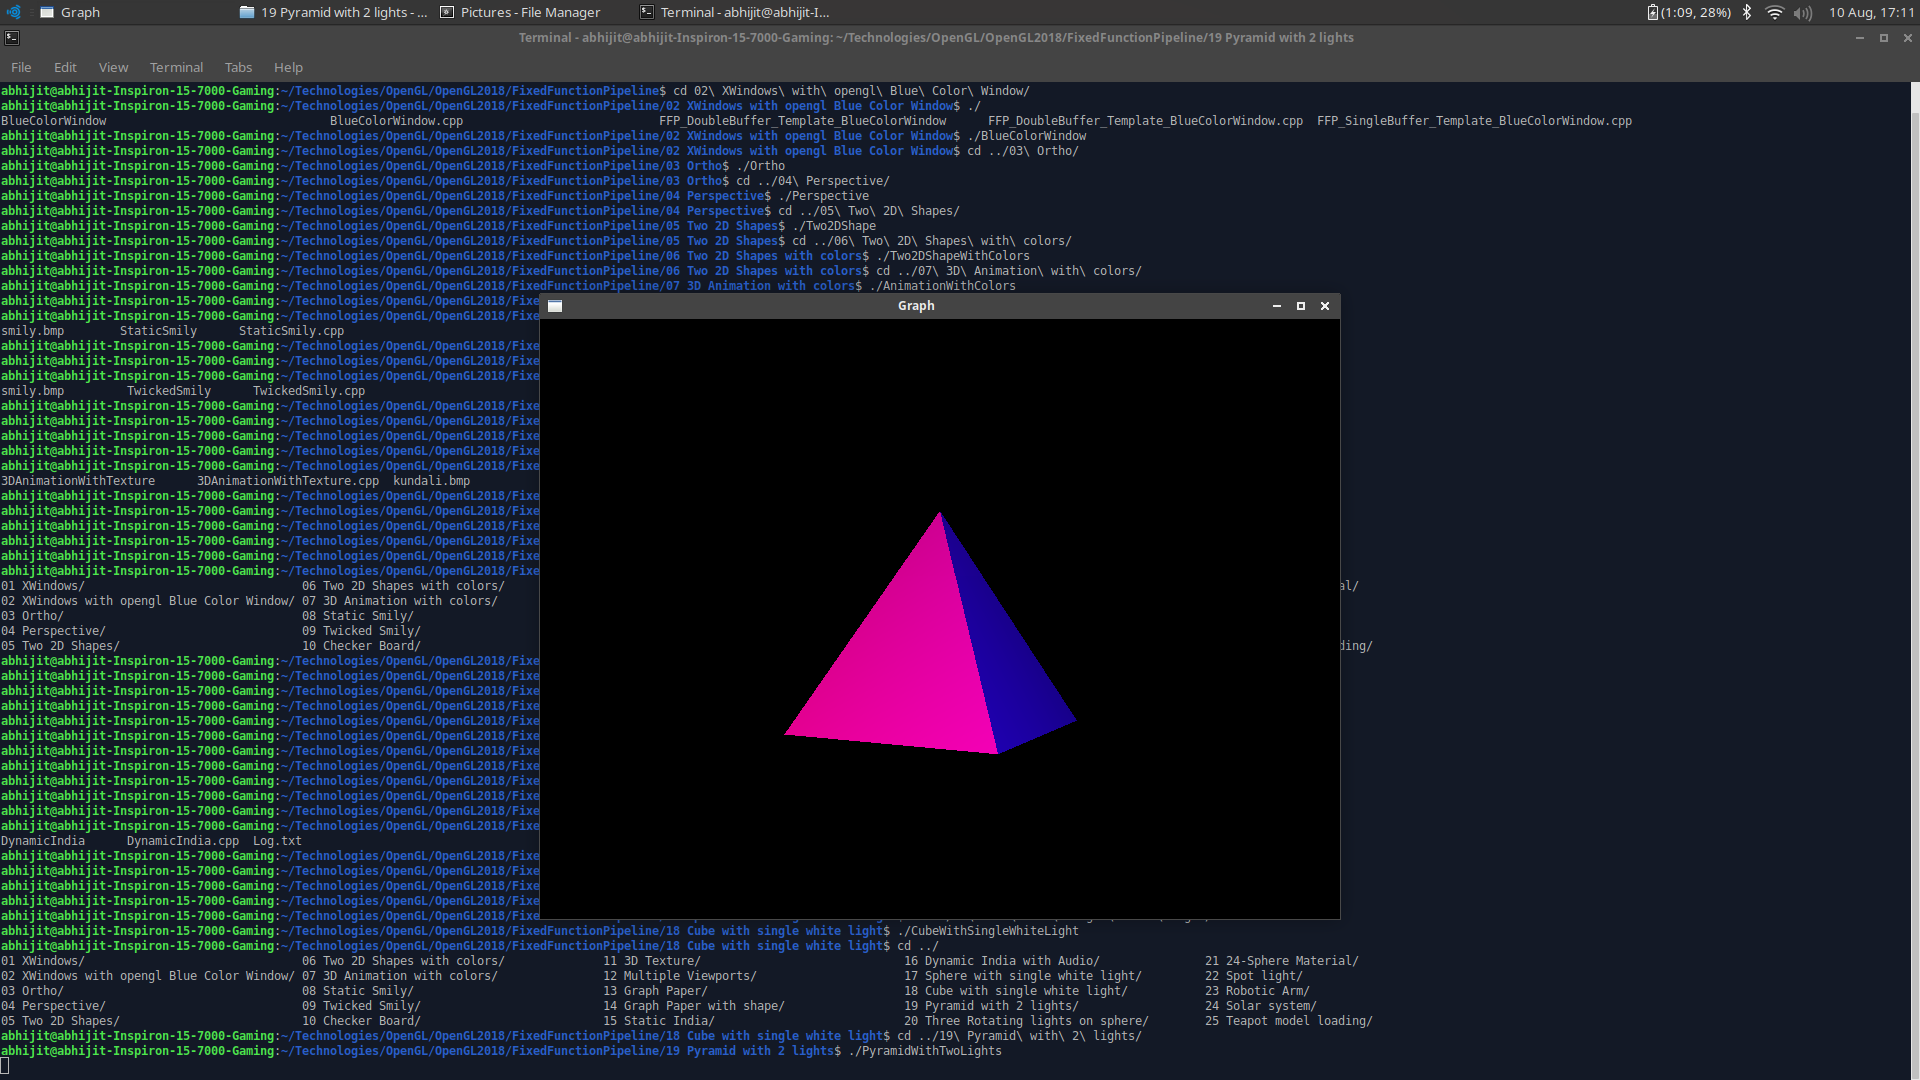 Graph
19 Pyramid with 2 lights - ...
Pictures - File Manager
Terminal - abhijit@abhijit-I...
(1:09, 28%)
10 Aug, 17:11
Terminal - abhijit@abhijit-Inspiron-15-7000-Gaming: ~/Technologies/OpenGL/OpenGL2018/FixedFunctionPipeline/19 Pyramid with 2 lights
File Edit View Terminal Tabs Help
abhijit@abhijit-Inspiron-15-7000-Gaming:~/Technologies/OpenGL/OpenGL2018/FixedFunctionPipeline$ cd 02\ XWindows\ with\ opengl\ Blue\ Color\ Window/
abhijit@abhijit-Inspiron-15-7000-Gaming:~/Technologies/OpenGL/OpenGL2018/FixedFunctionPipeline/02 XWindows with opengl Blue Color Window$ ./
BlueColorWindow BlueColorWindow.cpp FFP_DoubleBuffer_Template_BlueColorWindow FFP_DoubleBuffer_Template_BlueColorWindow.cpp FFP_SingleBuffer_Template_BlueColorWindow.cpp
abhijit@abhijit-Inspiron-15-7000-Gaming:~/Technologies/OpenGL/OpenGL2018/FixedFunctionPipeline/02 XWindows with opengl Blue Color Window$ ./BlueColorWindow
abhijit@abhijit-Inspiron-15-7000-Gaming:~/Technologies/OpenGL/OpenGL2018/FixedFunctionPipeline/02 XWindows with opengl Blue Color Window$ cd ../03\ Ortho/
abhijit@abhijit-Inspiron-15-7000-Gaming:~/Technologies/OpenGL/OpenGL2018/FixedFunctionPipeline/03 Ortho$ ./Ortho
abhijit@abhijit-Inspiron-15-7000-Gaming:~/Technologies/OpenGL/OpenGL2018/FixedFunctionPipeline/03 Ortho$ cd ../04\ Perspective/
abhijit@abhijit-Inspiron-15-7000-Gaming:~/Technologies/OpenGL/OpenGL2018/FixedFunctionPipeline/04 Perspective$ ./Perspective
abhijit@abhijit-Inspiron-15-7000-Gaming:~/Technologies/OpenGL/OpenGL2018/FixedFunctionPipeline/04 Perspective$ cd ../05\ Two\ 2D\ Shapes/
abhijit@abhijit-Inspiron-15-7000-Gaming:~/Technologies/OpenGL/OpenGL2018/FixedFunctionPipeline/05 Two 2D Shapes$ ./Two2DShape
abhijit@abhijit-Inspiron-15-7000-Gaming:~/Technologies/OpenGL/OpenGL2018/FixedFunctionPipeline/05 Two 2D Shapes$ cd ../06\ Two\ 2D\ Shapes\ with\ colors/
abhijit@abhijit-Inspiron-15-7000-Gaming:~/Technologies/OpenGL/OpenGL2018/FixedFunctionPipeline/06 Two 2D Shapes with colors$ ./Two2DShapeWithColors
abhijit@abhijit-Inspiron-15-7000-Gaming:~/Technologies/OpenGL/OpenGL2018/FixedFunctionPipeline/06 Two 2D Shapes with colors$ cd ../07\ 3D\ Animation\ with\ colors/
abhijit@abhijit-Inspiron-15-7000-Gaming:~/Technologies/OpenGL/OpenGL2018/FixedFunctionPipeline/07 3D Animation with colors$ ./AnimationWithColors
abhijit@abhijit-Inspiron-15-7000-Gaming:~/Technologies/OpenGL/OpenGL2018/Fixe
Graph
abhijit@abhijit-Inspiron-15-7000-Gaming:~/Technologies/OpenGL/OpenGL2018/Fixe
smily.bmp StaticSmily StaticSmily.cpp
abhijit@abhijit-Inspiron-15-7000-Gaming:~/Technologies/OpenGL/OpenGL2018/Fixe
abhijit@abhijit-Inspiron-15-7000-Gaming:~/Technologies/OpenGL/OpenGL2018/Fixe
abhijit@abhijit-Inspiron-15-7000-Gaming:~/Technologies/OpenGL/OpenGL2018/Fixe
smily.bmp TwickedSmily TwickedSmily.cpp
abhijit@abhijit-Inspiron-15-7000-Gaming:~/Technologies/OpenGL/OpenGL2018/Fixe
abhijit@abhijit-Inspiron-15-7000-Gaming:~/Technologies/OpenGL/OpenGL2018/Fixe
abhijit@abhijit-Inspiron-15-7000-Gaming:~/Technologies/OpenGL/OpenGL2018/Fixe
abhijit@abhijit-Inspiron-15-7000-Gaming:~/Technologies/OpenGL/OpenGL2018/Fixe
abhijit@abhijit-Inspiron-15-7000-Gaming:~/Technologies/OpenGL/OpenGL2018/Fixe
3DAnimationWithTexture 3DAnimationWithTexture.cpp kundali.bmp
abhijit@abhijit-Inspiron-15-7000-Gaming:~/Technologies/OpenGL/OpenGL2018/Fixe
abhijit@abhijit-Inspiron-15-7000-Gaming:~/Technologies/OpenGL/OpenGL2018/Fixe
abhijit@abhijit-Inspiron-15-7000-Gaming:~/Technologies/OpenGL/OpenGL2018/Fixe
abhijit@abhijit-Inspiron-15-7000-Gaming:~/Technologies/OpenGL/OpenGL2018/Fixe
abhijit@abhijit-Inspiron-15-7000-Gaming:~/Technologies/OpenGL/OpenGL2018/Fixe
abhijit@abhijit-Inspiron-15-7000-Gaming:~/Technologies/OpenGL/OpenGL2018/Fixe
01 XWindows/ 06 Two 2D Shapes with colors/ al/
02 XWindows with opengl Blue Color Window/ 07 3D Animation with colors/
03 Ortho/ 08 Static Smily/
04 Perspective/ 09 Twicked Smily/
05 Two 2D Shapes/ 10 Checker Board/ ding/
abhijit@abhijit-Inspiron-15-7000-Gaming:~/Technologies/OpenGL/OpenGL2018/Fixe
abhijit@abhijit-Inspiron-15-7000-Gaming:~/Technologies/OpenGL/OpenGL2018/Fixe
abhijit@abhijit-Inspiron-15-7000-Gaming:~/Technologies/OpenGL/OpenGL2018/Fixe
abhijit@abhijit-Inspiron-15-7000-Gaming:~/Technologies/OpenGL/OpenGL2018/Fixe
abhijit@abhijit-Inspiron-15-7000-Gaming:~/Technologies/OpenGL/OpenGL2018/Fixe
abhijit@abhijit-Inspiron-15-7000-Gaming:~/Technologies/OpenGL/OpenGL2018/Fixe
abhijit@abhijit-Inspiron-15-7000-Gaming:~/Technologies/OpenGL/OpenGL2018/Fixe
abhijit@abhijit-Inspiron-15-7000-Gaming:~/Technologies/OpenGL/OpenGL2018/Fixe
abhijit@abhijit-Inspiron-15-7000-Gaming:~/Technologies/OpenGL/OpenGL2018/Fixe
abhijit@abhijit-Inspiron-15-7000-Gaming:~/Technologies/OpenGL/OpenGL2018/Fixe
abhijit@abhijit-Inspiron-15-7000-Gaming:~/Technologies/OpenGL/OpenGL2018/Fixe
abhijit@abhijit-Inspiron-15-7000-Gaming:~/Technologies/OpenGL/OpenGL2018/Fixe
DynamicIndia DynamicIndia.cpp Log.txt
abhijit@abhijit-Inspiron-15-7000-Gaming:~/Technologies/OpenGL/OpenGL2018/Fixe
abhijit@abhijit-Inspiron-15-7000-Gaming:~/Technologies/OpenGL/OpenGL2018/Fixe
abhijit@abhijit-Inspiron-15-7000-Gaming:~/Technologies/OpenGL/OpenGL2018/Fixe
abhijit@abhijit-Inspiron-15-7000-Gaming:~/Technologies/OpenGL/OpenGL2018/Fixe
abhijit@abhijit-Inspiron-15-7000-Gaming:~/Technologies/OpenGL/OpenGL2018/Fixe
abhijit@abhijit-Inspiron-15-7000-Gaming:~/Technologies/OpenGL/OpenGL2018/FixedFunctionPipeline/18 Cube with single white light$ ./CubeWithSingleWhiteLight
abhijit@abhijit-Inspiron-15-7000-Gaming:~/Technologies/OpenGL/OpenGL2018/FixedFunctionPipeline/18 Cube with single white light$ cd ../
01 XWindows/ 06 Two 2D Shapes with colors/ 11 3D Texture/ 16 Dynamic India with Audio/ 21 24-Sphere Material/
02 XWindows with opengl Blue Color Window/ 07 3D Animation with colors/ 12 Multiple Viewports/ 17 Sphere with single white light/ 22 Spot light/
03 Ortho/ 08 Static Smily/ 13 Graph Paper/ 18 Cube with single white light/ 23 Robotic Arm/
04 Perspective/ 09 Twicked Smily/ 14 Graph Paper with shape/ 19 Pyramid with 2 lights/ 24 Solar system/
05 Two 2D Shapes/ 10 Checker Board/ 15 Static India/ 20 Three Rotating lights on sphere/ 25 Teapot model loading/
abhijit@abhijit-Inspiron-15-7000-Gaming:~/Technologies/OpenGL/OpenGL2018/FixedFunctionPipeline/18 Cube with single white light$ cd ../19\ Pyramid\ with\ 2\ lights/
abhijit@abhijit-Inspiron-15-7000-Gaming:~/Technologies/OpenGL/OpenGL2018/FixedFunctionPipeline/19 Pyramid with 2 lights$ ./PyramidWithTwoLights